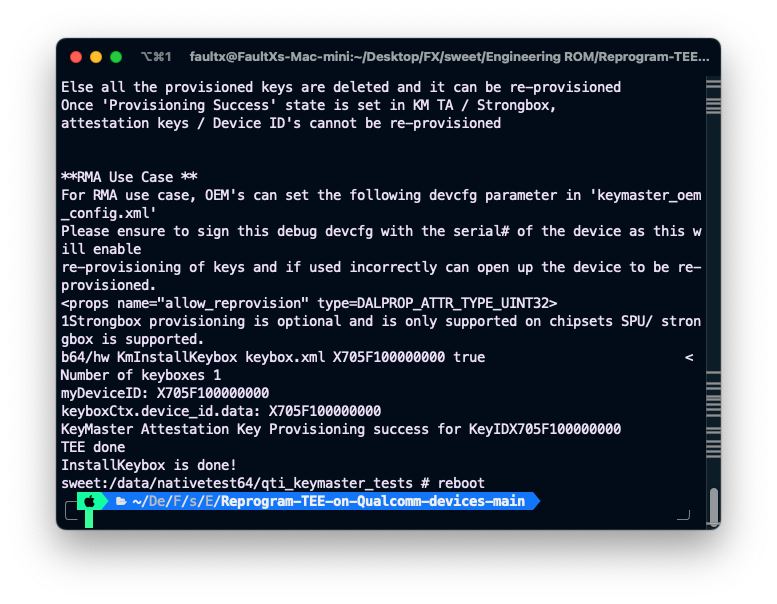 ⌥⌘1 faultx@FaultXs-Mac-mini:~/Desktop/FX/sweet/Engineering ROM/Reprogram-TEE...
Else all the provisioned keys are deleted and it can be re-provisioned
Once 'Provisioning Success' state is set in KM TA / Strongbox,
attestation keys / Device ID's cannot be re-provisioned
**RMA Use Case **
For RMA use case, OEM's can set the following devcfg parameter in 'keymaster_oem
_config.xml'
Please ensure to sign this debug devcfg with the serial# of the device as this w
ill enable
re-provisioning of keys and if used incorrectly can open up the device to be re-
provisioned.
<props name="allow_reprovision" type=DALPROP_ATTR_TYPE_UINT32>
1Strongbox provisioning is optional and is only supported on chipsets SPU/ stron
gbox is supported.
b64/hw KmInstallKeybox keybox.xml X705F100000000 true <
Number of keyboxes 1
myDeviceID: X705F100000000
keyboxCtx.device_id.data: X705F100000000
KeyMaster Attestation Key Provisioning success for KeyIDX705F100000000
TEE done
InstallKeybox is done!
sweet:/data/nativetest64/qti_keymaster_tests # reboot
~/De/F/s/E/Reprogram-TEE-on-Qualcomm-devices-main